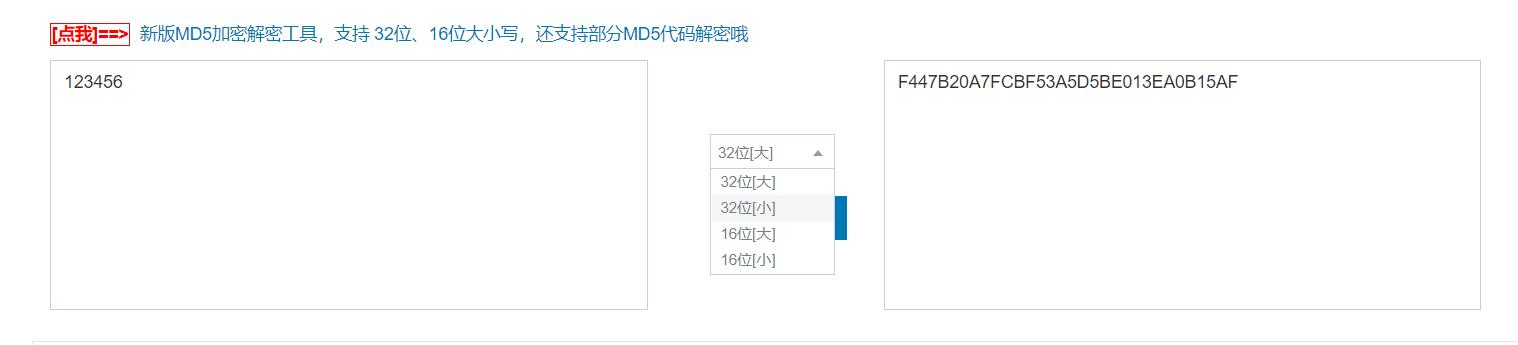 [点我]==> 新版MD5加密解密工具，支持 32位、16位大小写，还支持部分MD5代码解密哦
123456
F447B20A7FCBF53A5D5BE013EA0B15AF
32位[大]
32位[大]
32位[小]
16位[大]
16位[小]